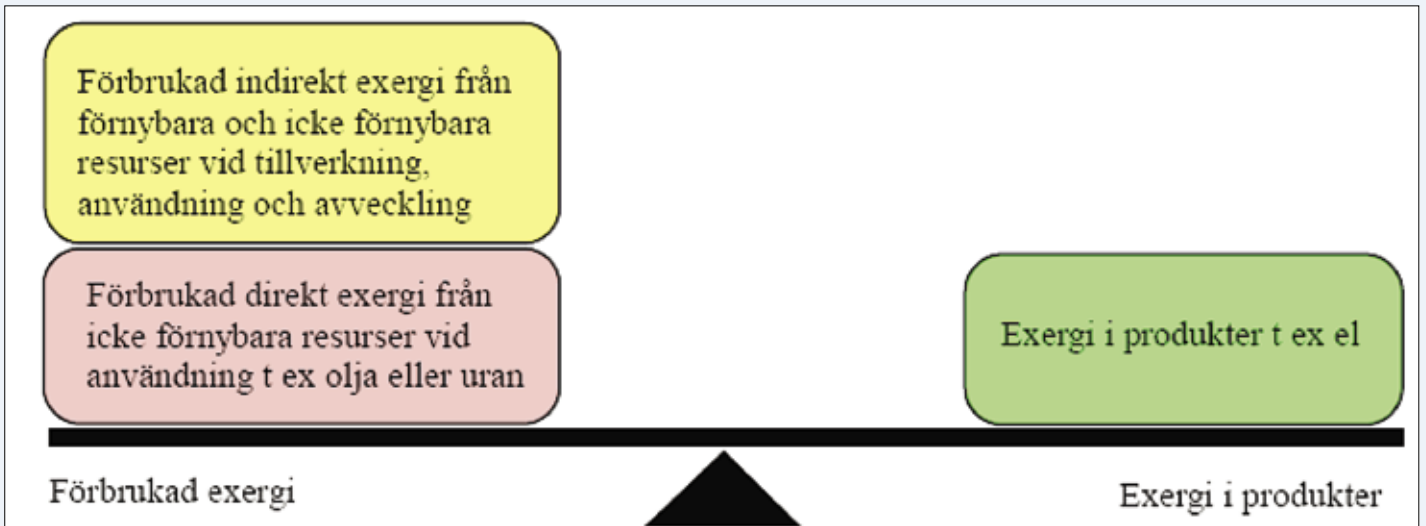 Förbrukad indirekt exergi från
förnybara och icke förnybara
resurser vid tillverkning,
användning och avveckling
Förbrukad direkt exergi från
icke förnybara resurser vid
användning t ex olja eller uran
Exergi i produkter t ex el
Förbrukad exergi
Exergi i produkter